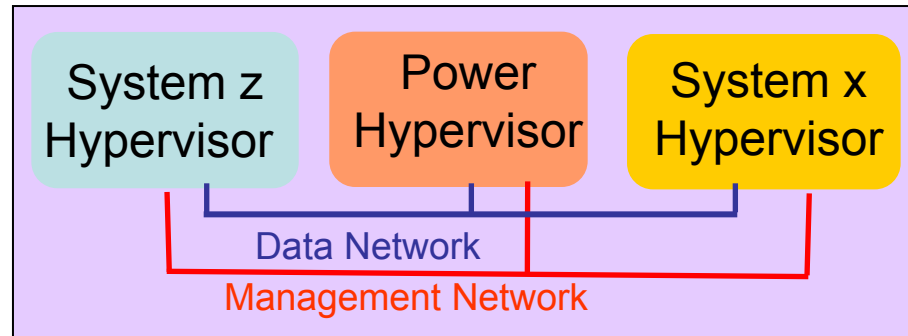 System z
Hypervisor
Power
Hypervisor
System x
Hypervisor
Data Network
Management Network